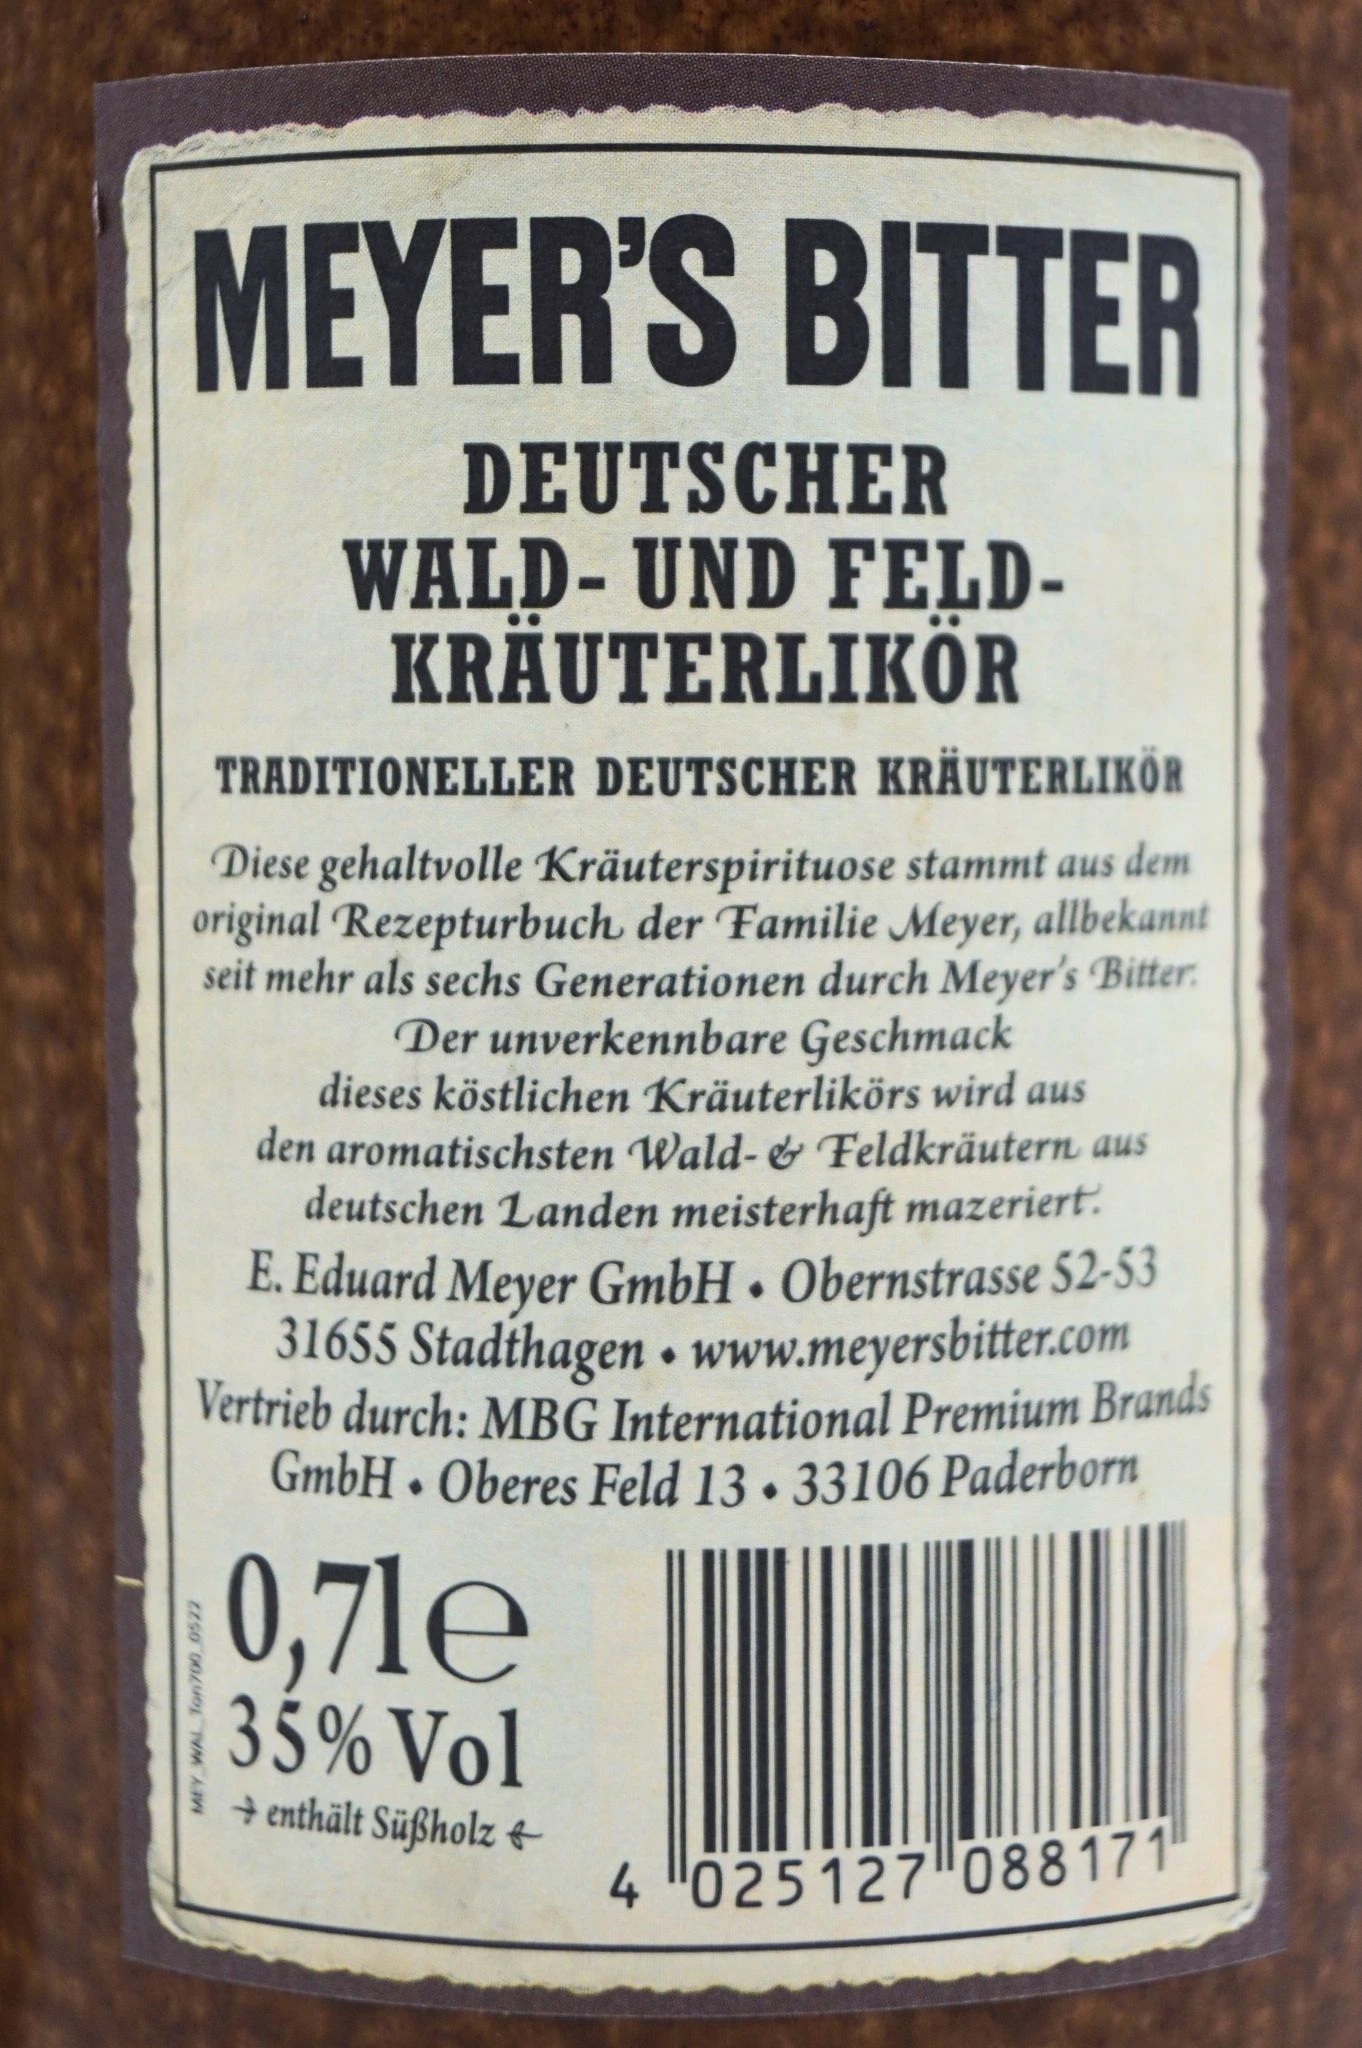 MEYER'S BITTER
DEUTSCHER
WALD- UND FELD-
KRÄUTERLIKÖR
TRADITIONELLER DEUTSCHER KRÄUTERLIKÖR
Diese gehaltvolle Kräuterspirituose stammt aus dem
original Rezepturbuch der Familie Meyer, allbekannt
seit mehr als sechs Generationen durch Meyer's Bitter.
Der unverkennbare Geschmack
dieses köstlichen Kräuterlikörs wird aus
den aromatischsten Wald- & Feldkräutern aus
deutschen Landen meisterhaft mazeriert.
E. Eduard Meyer GmbH • Obernstrasse 52-53
31655 Stadthagen • www.meyersbitter.com
Vertrieb durch: MBG International Premium Brands
GmbH • Oberes Feld 13 • 33106 Paderborn
0,7l e
35% Vol
enthält Süßholz
MEY_WAL_Ton700_0522
4 025127 088171